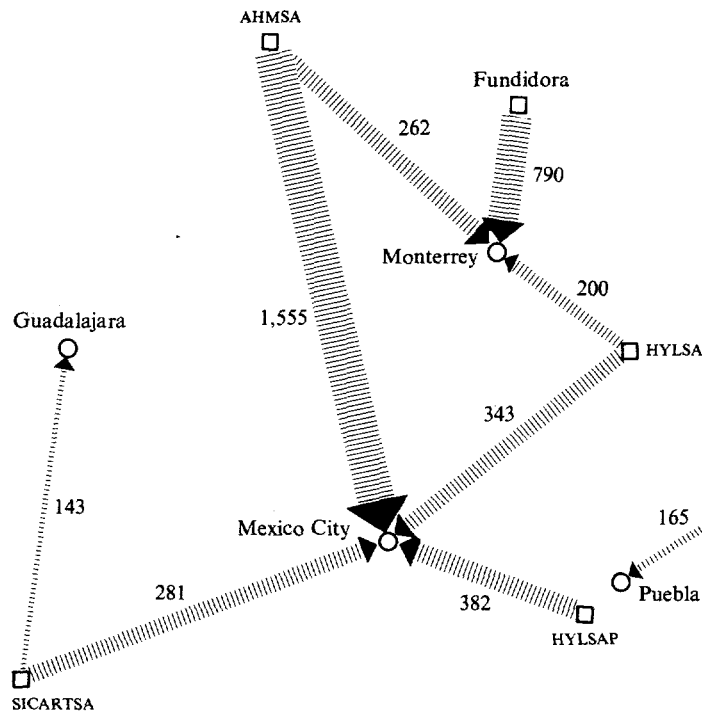 AHMSA
Fundidora
262
790
Monterrey
200
1,555
Guadalajara
HYLSA
343
143
Mexico City
165
281
382
Puebla
HYLSAP
SICARTSA